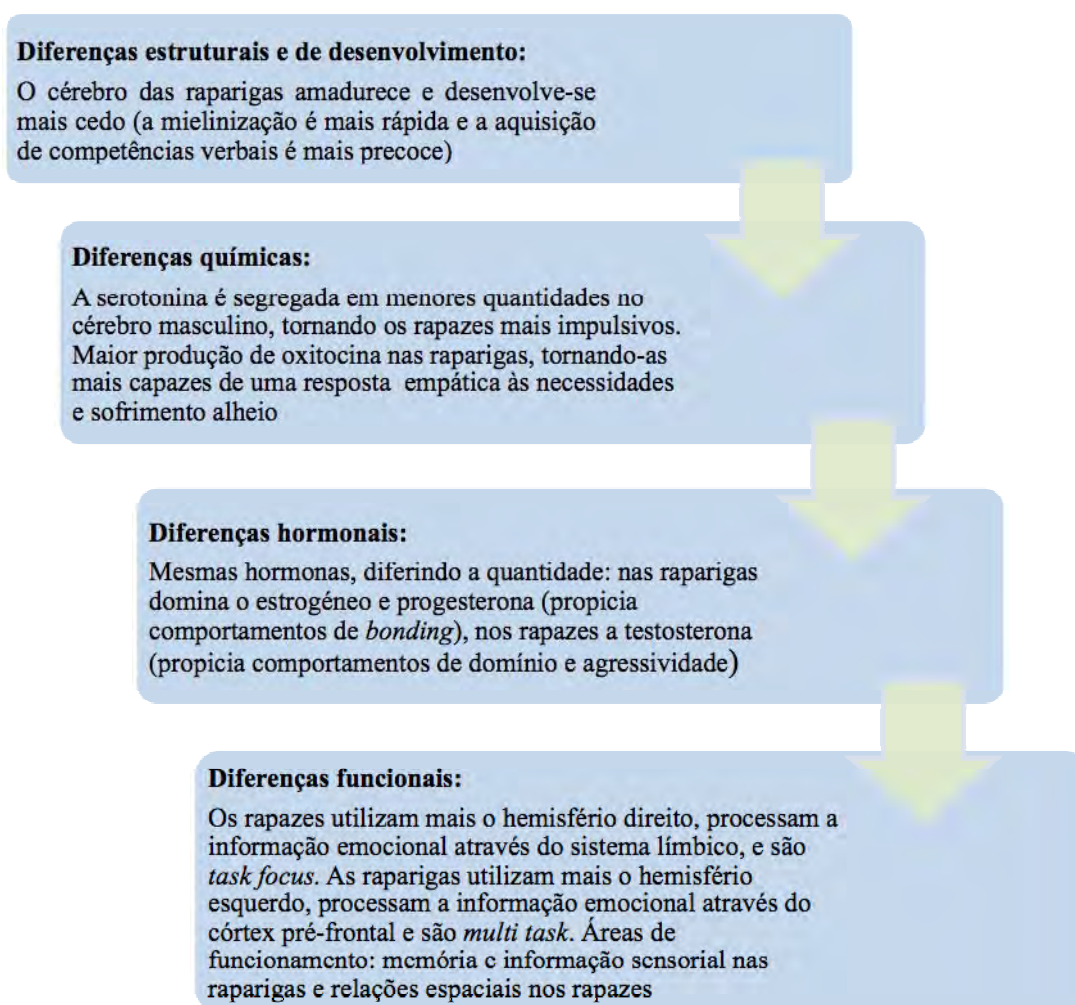 Diferenças estruturais e de desenvolvimento:
O cérebro das raparigas amadurece e desenvolve-se
mais cedo (a mielinização é mais rápida e a aquisição
de competências verbais é mais precoce)
Diferenças químicas:
A serotonina é segregada em menores quantidades no
cérebro masculino, tornando os rapazes mais impulsivos.
Maior produção de oxitocina nas raparigas, tornando-as
mais capazes de uma resposta empática às necessidades
e sofrimento alheio
Diferenças hormonais:
Mesmas hormonas, diferindo a quantidade: nas raparigas
domina o estrogéneo e progesterona (propicia
comportamentos de bonding), nos rapazes a testosterona
(propicia comportamentos de domínio e agressividade)
Diferenças funcionais:
Os rapazes utilizam mais o hemisfério direito, processam a
informação emocional através do sistema límbico, e são
task focus. As raparigas utilizam mais o hemisfério
esquerdo, processam a informação emocional através do
córtex pré-frontal e são multi task. Áreas de
funcionamento: memória e informação sensorial nas
raparigas e relações espaciais nos rapazes